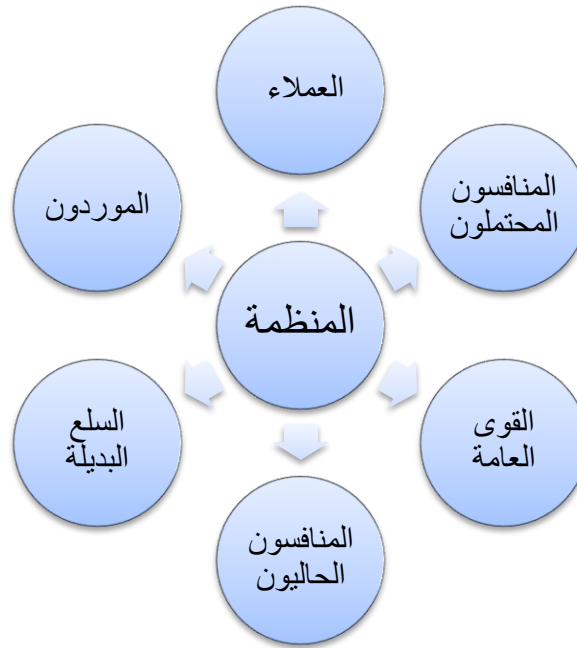 العملاء
المنافسون
المحتملون
الموردون
المنظمة
القوى
العامة
السلع
البديلة
المنافسون
الحاليون